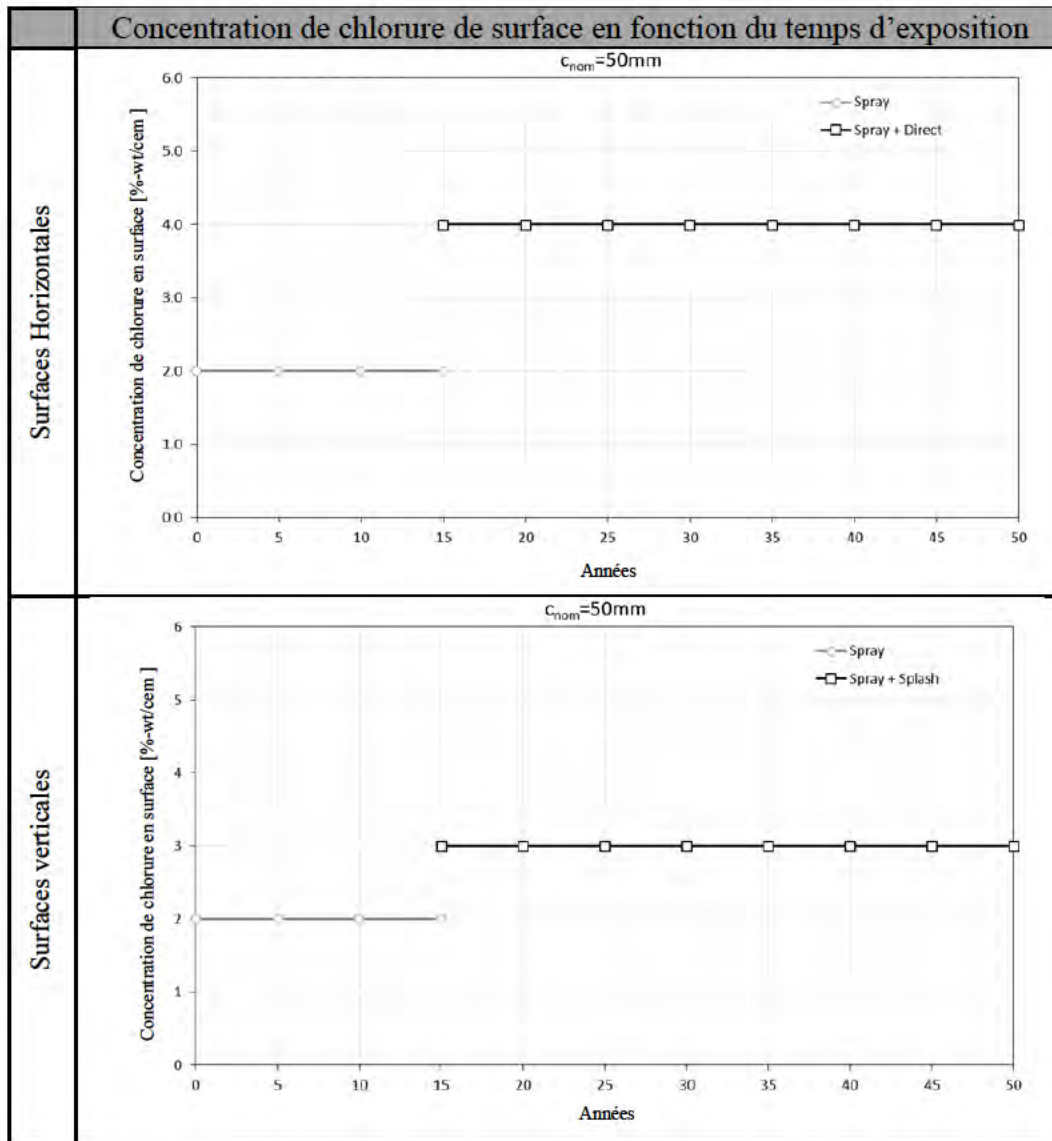 Concentration de chlorure de surface en fonction du temps d’exposition
Surfaces Horizontales
cnom=50mm
Concentration de chlorure en surface [%-wt/cem ]
6.0
5.0
4.0
3.0
2.0
1.0
0.0
Spray
Spray + Direct
0 5 10 15 20 25 30 35 40 45 50
Années
Surfaces verticales
cnom=50mm
Concentration de chlorure en surface [%-wt/cem ]
6
5
4
3
2
1
0
Spray
Spray + Splash
0 5 10 15 20 25 30 35 40 45 50
Années